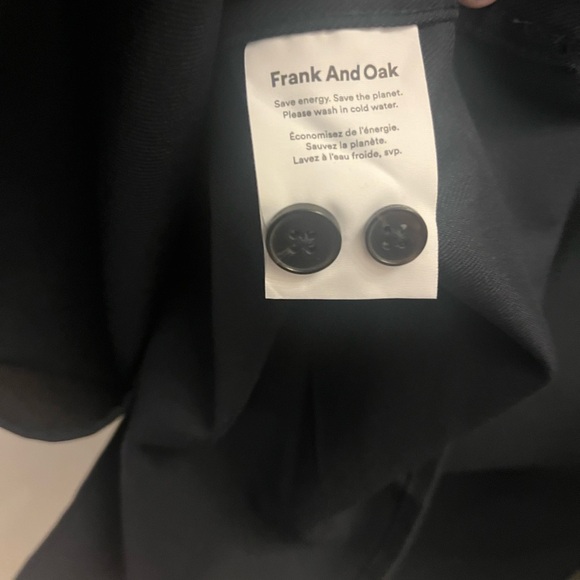 Frank And Oak
Save energy. Save the planet.
Please wash in cold water.
Économisez de l'énergie.
Sauvez la planète.
Lavez à l'eau froide, svp.